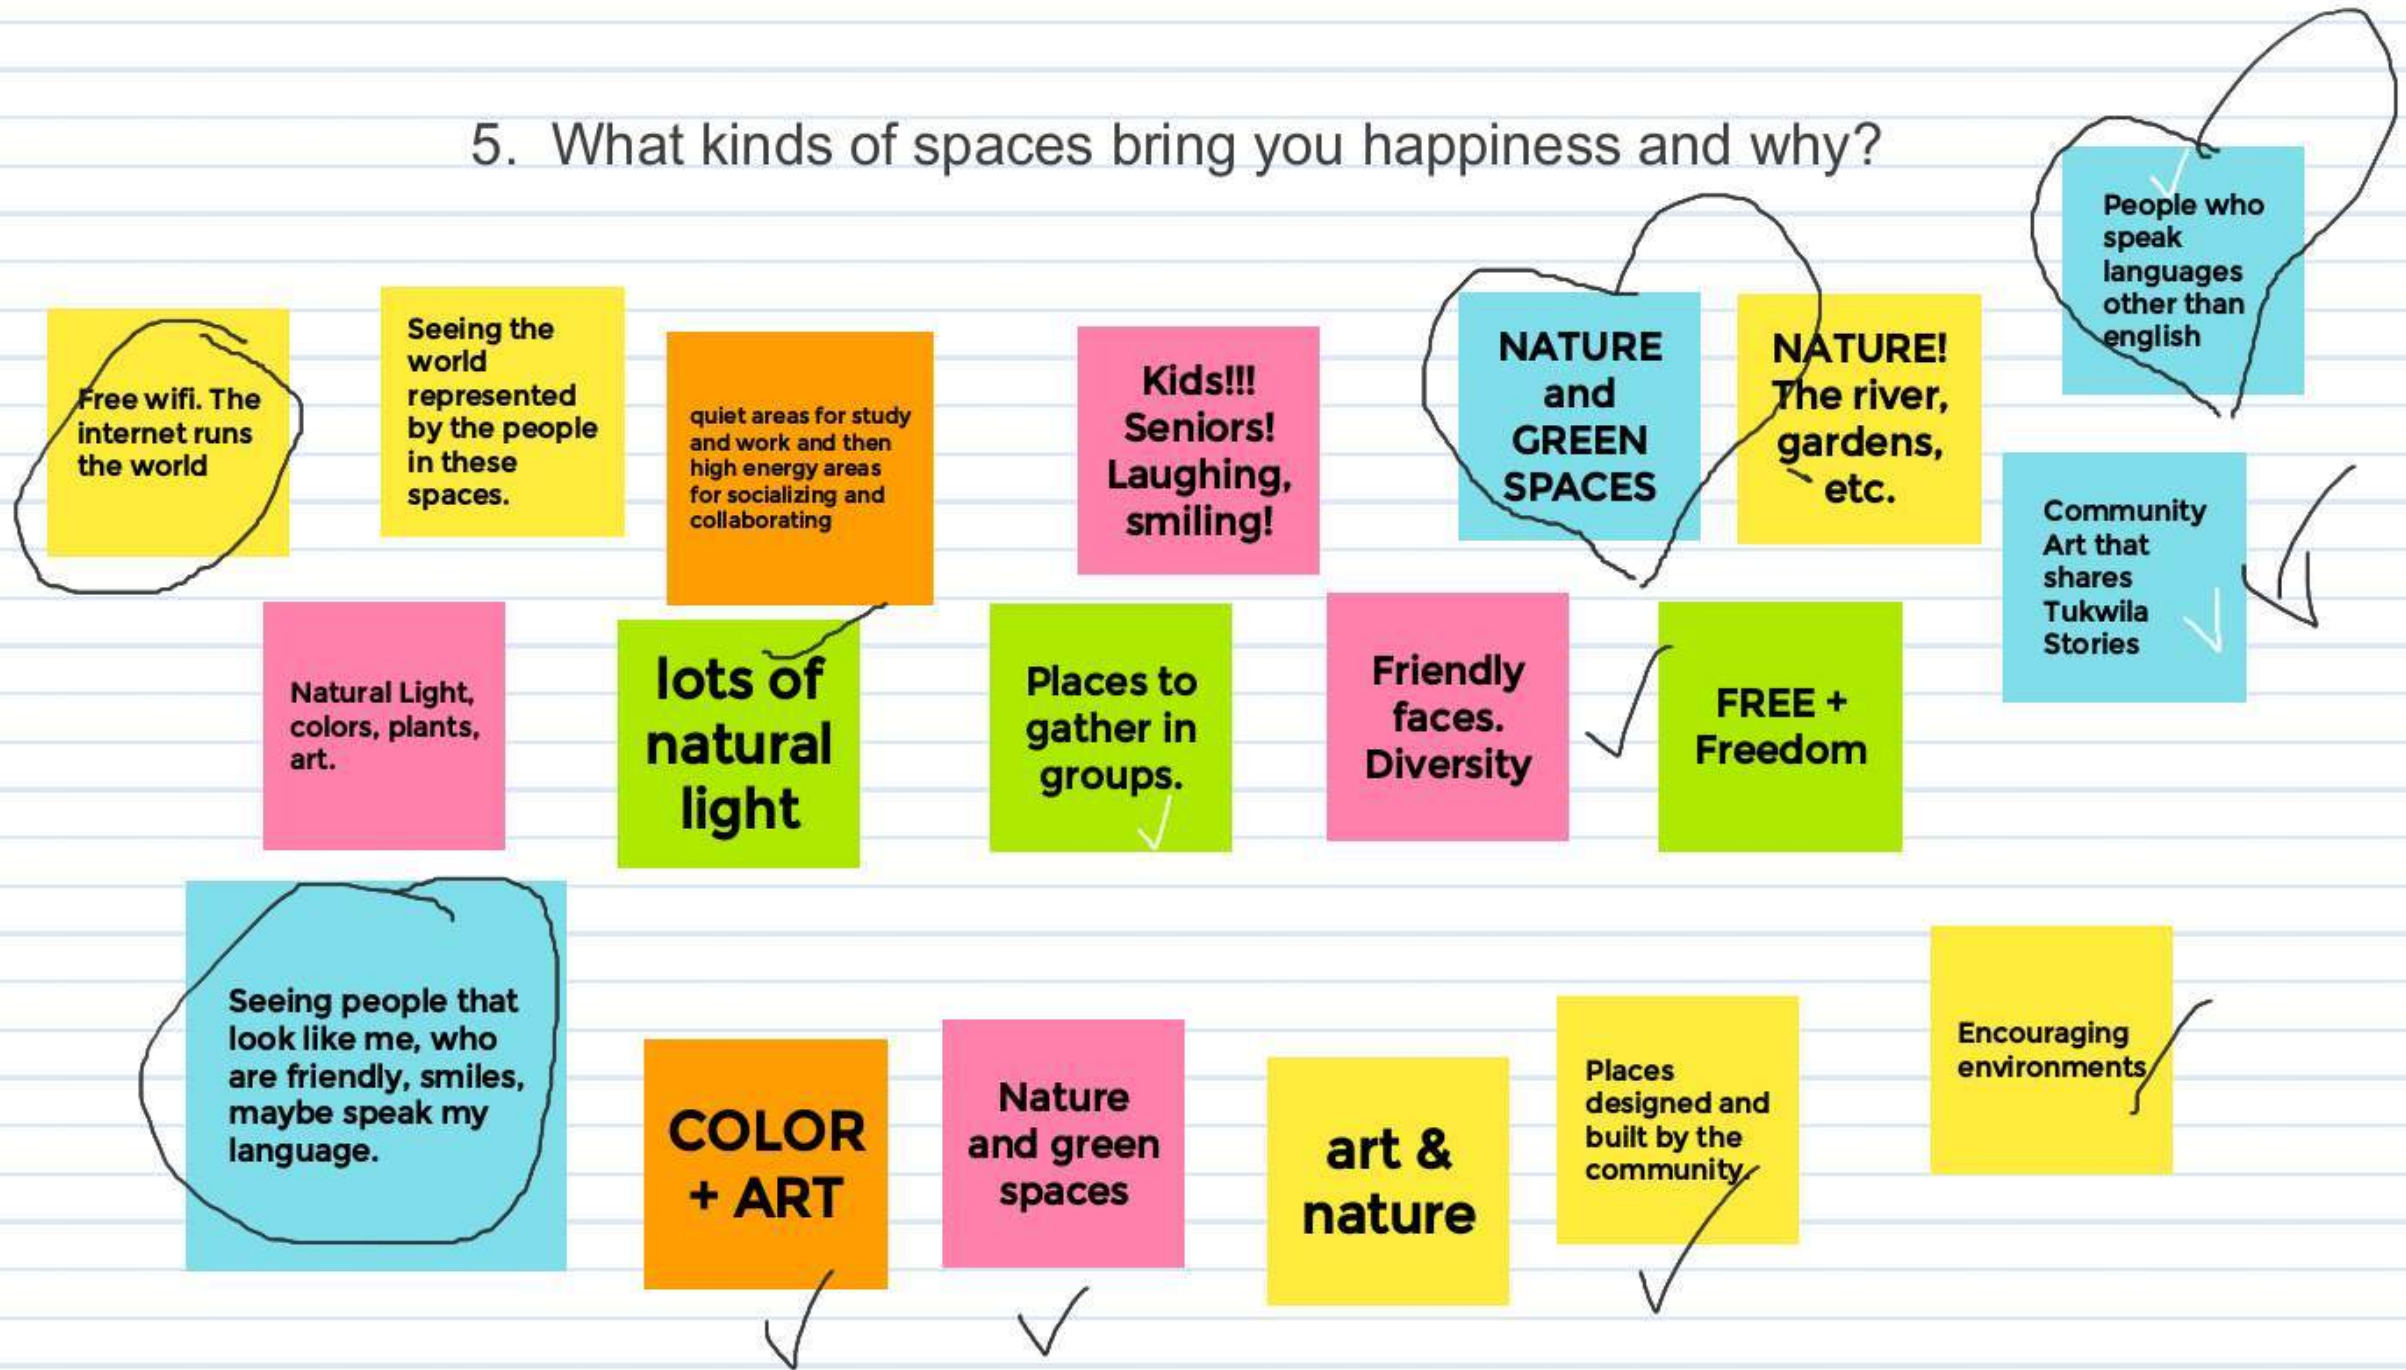 5. What kinds of spaces bring you happiness and why?
People who
speak
languages
other than
english
Free wifi. The
internet runs
the world
Seeing the
world
represented
by the people
in these
spaces.
quiet areas for study
and work and then
high energy areas
for socializing and
collaborating
Kids!!!
Seniors!
Laughing,
smiling!
NATURE
and
GREEN
SPACES
NATURE!
The river,
gardens,
etc.
Community
Art that
shares
Tukwila
Stories
Natural Light,
colors, plants,
art.
lots of
natural
light
Places to
gather in
groups.
Friendly
faces.
Diversity
FREE +
Freedom
Seeing people that
look like me, who
are friendly, smiles,
maybe speak my
language.
COLOR
+ ART
Nature
and green
spaces
art &
nature
Places
designed and
built by the
community.
Encouraging
environments